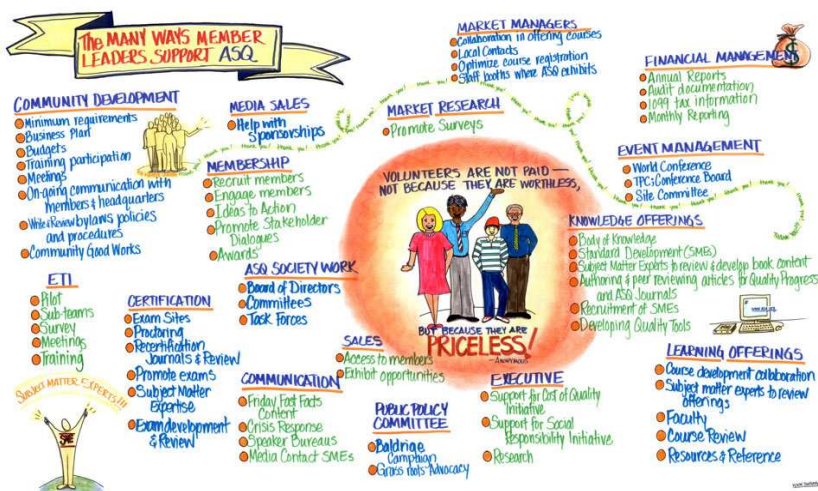 The MANY WAYS MEMBER
LEADERS SUPPORT ASQ
MARKET MANAGERS
Collaboration in offering courses
Local Contacts
Optimize course registration
Staff booths where ASQ exhibits
FINANCIAL MANAGEMENT
$
Annual Reports
Audit documentation
1099 tax information
Monthly Reporting
COMMUNITY DEVELOPMENT
Minimum requirements
Business Plan
Budgets
Training participation
Meetings
On-going communication with
members & headquarters
Write & Review bylaws policies
and procedures
Community Good Works
MEDIA SALES
Help with
Sponsorships
MARKET RESEARCH
Promote Surveys
thank you!
EVENT MANAGEMENT
World Conference
TPC; Conference Board
Site Committee
MEMBERSHIP
Recruit members
Engage members
Ideas to Action
Promote Stakeholder
Dialogues
Awards
VOLUNTEERS ARE NOT PAID —
NOT BECAUSE THEY ARE WORTHLESS,
BUT BECAUSE THEY ARE
PRICELESS!
—ANONYMOUS
KNOWLEDGE OFFERINGS
Body of Knowledge
Standard Development (SMEs)
Subject Matter Experts to review & develop book content
Authoring & peer reviewing articles for Quality Progress
and ASQ Journals
Recruitment of SMEs
Developing Quality Tools
ETI
Pilot
Sub-teams
Survey
Meetings
Training
CERTIFICATION
Exam Sites
Proctoring
Recertification
Journals & Review
Promote exams
Subject Matter
Expertise
Exam development
& Review
ASQ SOCIETY WORK
Board of Directors
Committees
Task Forces
SALES
Access to members
Exhibit opportunities
LEARNING OFFERINGS
Course development collaboration
Subject matter experts to review
offerings
Faculty
Course Review
Resources & Reference
SUBJECT MATTER EXPERTS!!!
COMMUNICATION
Friday Fast Facts
Content
Crisis Response
Speaker Bureaus
Media Contact SMEs
PUBLIC POLICY
COMMITTEE
Baldrige
Campaign
Grass roots Advocacy
EXECUTIVE
Support for Cost of Quality
Initiative
Support for Social
Responsibility Initiative
Research